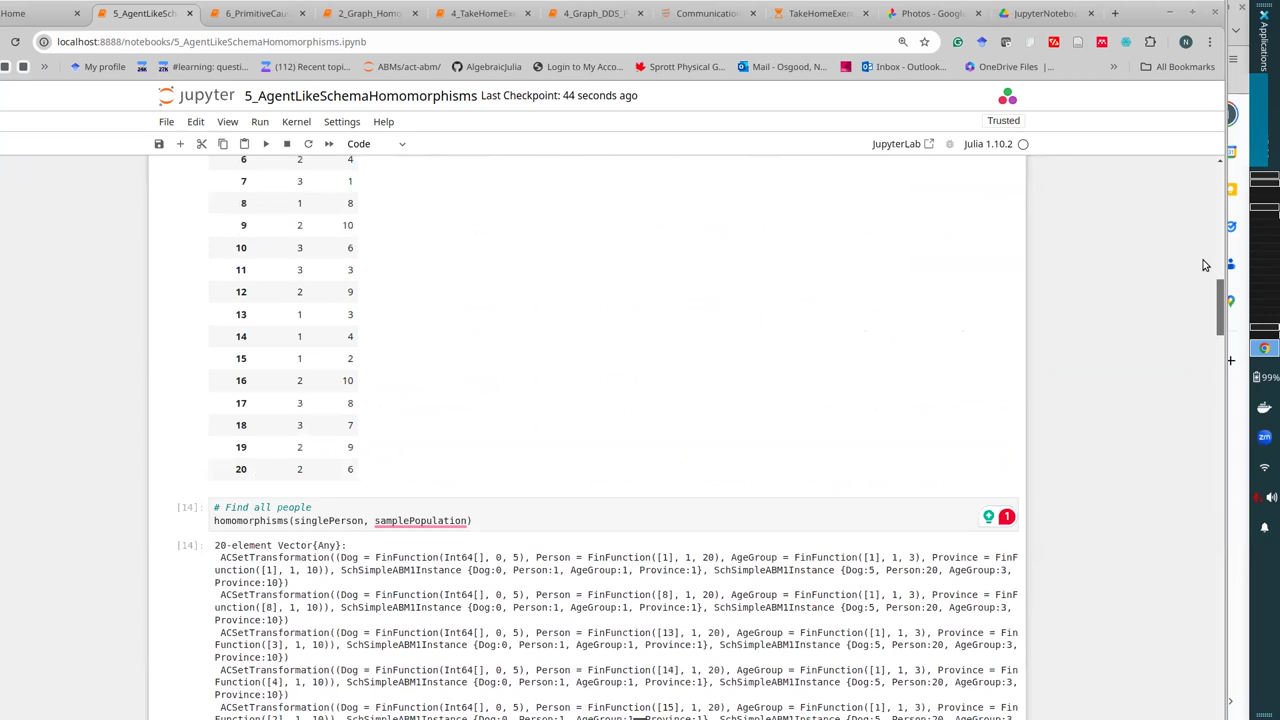 Home
5_AgentLikeSche
6_PrimitiveCau
2_Graph_Homo
4_TakeHomeEx
4_Graph_DDS_P
Communication
TakeHomeExer
Photos - Google
JupyterNoteboo
localhost:8888/notebooks/5_AgentLikeSchemaHomomorphisms.ipynb
My profile
#learning: questi...
(112) Recent topi...
ABMs/act-abm/
AlgebraicJulia
Log On to My Acco...
Sprott Physical G...
Mail - Osgood, N...
Inbox - Outlook...
OneDrive Files |...
All Bookmarks
jupyter 5_AgentLikeSchemaHomomorphisms Last Checkpoint: 44 seconds ago
File Edit View Run Kernel Settings Help
Trusted
Code
JupyterLab
Julia 1.10.2
Applications
99%
6 2 4
7 3 1
8 1 8
9 2 10
10 3 6
11 3 3
12 2 9
13 1 3
14 1 4
15 1 2
16 2 10
17 3 8
18 3 7
19 2 9
20 2 6
[14]: # Find all people
homomorphisms(singlePerson, samplePopulation)
1
[14]: 20-element Vector{Any}:
ACSetTransformation((Dog = FinFunction(Int64[], 0, 5), Person = FinFunction([1], 1, 20), AgeGroup = FinFunction([1], 1, 3), Province = FinF
unction([1], 1, 10)), SchSimpleABM1Instance {Dog:0, Person:1, AgeGroup:1, Province:1}, SchSimpleABM1Instance {Dog:5, Person:20, AgeGroup:3,
Province:10})
ACSetTransformation((Dog = FinFunction(Int64[], 0, 5), Person = FinFunction([8], 1, 20), AgeGroup = FinFunction([1], 1, 3), Province = FinF
unction([8], 1, 10)), SchSimpleABM1Instance {Dog:0, Person:1, AgeGroup:1, Province:1}, SchSimpleABM1Instance {Dog:5, Person:20, AgeGroup:3,
Province:10})
ACSetTransformation((Dog = FinFunction(Int64[], 0, 5), Person = FinFunction([13], 1, 20), AgeGroup = FinFunction([1], 1, 3), Province = Fin
Function([3], 1, 10)), SchSimpleABM1Instance {Dog:0, Person:1, AgeGroup:1, Province:1}, SchSimpleABM1Instance {Dog:5, Person:20, AgeGroup:3,
Province:10})
ACSetTransformation((Dog = FinFunction(Int64[], 0, 5), Person = FinFunction([14], 1, 20), AgeGroup = FinFunction([1], 1, 3), Province = Fin
Function([4], 1, 10)), SchSimpleABM1Instance {Dog:0, Person:1, AgeGroup:1, Province:1}, SchSimpleABM1Instance {Dog:5, Person:20, AgeGroup:3,
Province:10})
ACSetTransformation((Dog = FinFunction(Int64[], 0, 5), Person = FinFunction([15], 1, 20), AgeGroup = FinFunction([1], 1, 3), Province = Fin